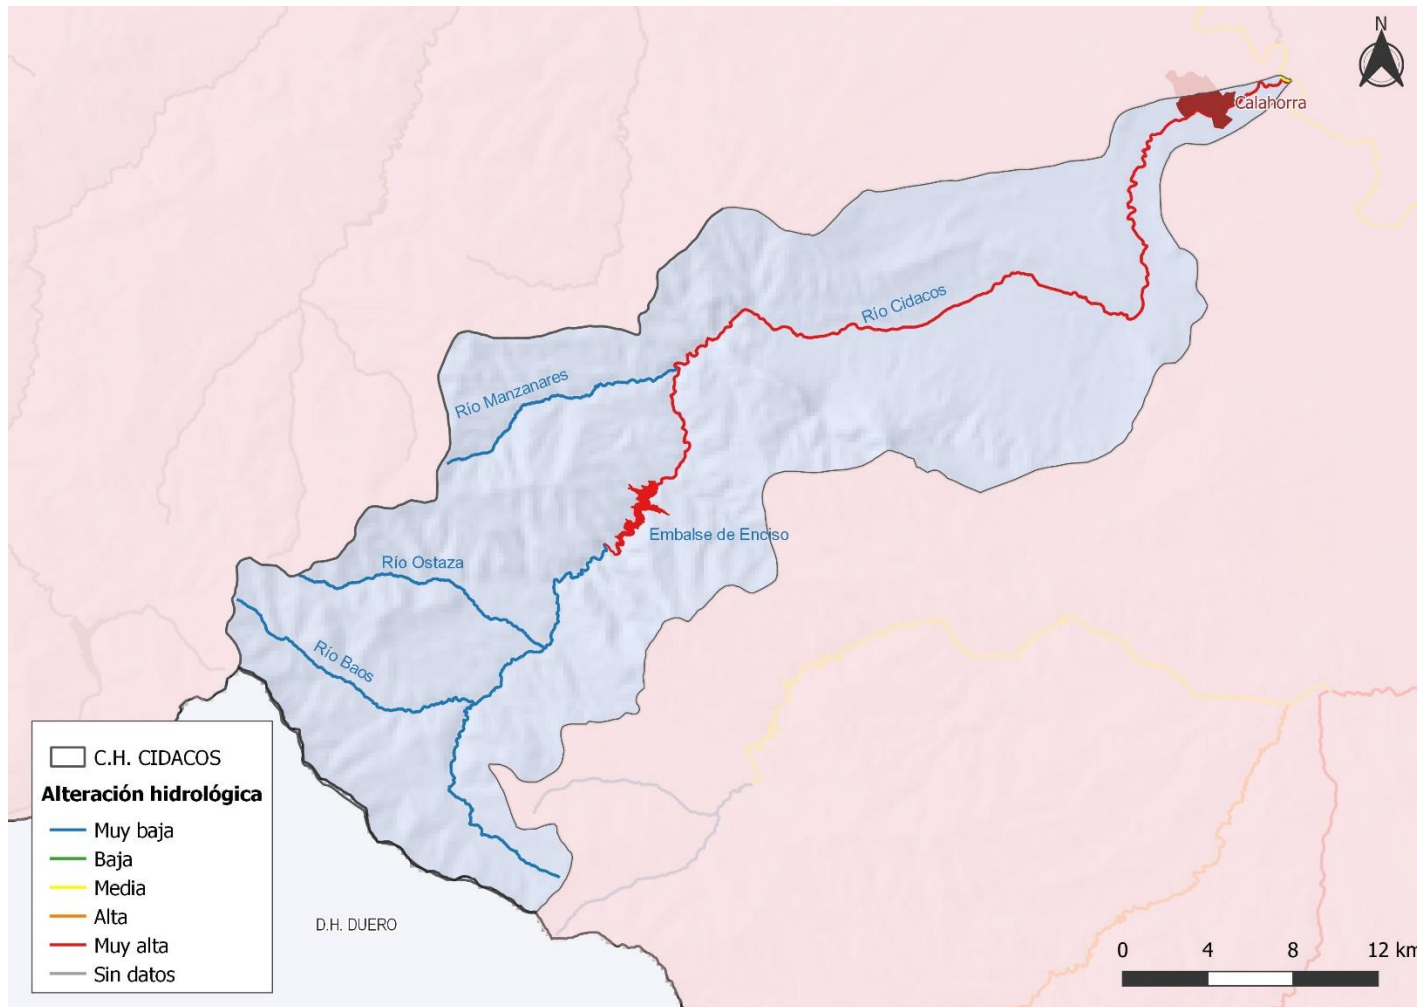 N
Calahorra
Río Cidacos
Río Manzanares
Embalse de Enciso
Río Ostaza
Río Baos
C.H. CIDACOS
Alteración hidrológica
Muy baja
Baja
Media
Alta
Muy alta
Sin datos
D.H. DUERO
0 4 8 12 km